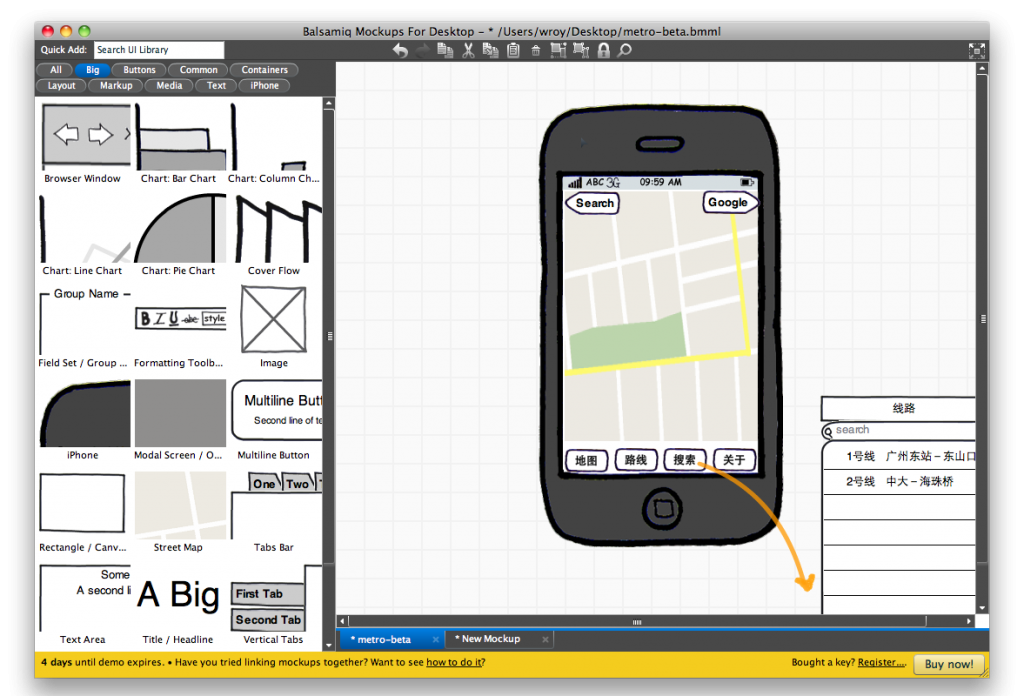 Balsamiq Mockups For Desktop – * /Users/wroy/Desktop/metro-beta.bmml
Quick Add: Search UI Library
All Big Buttons Common Containers
Layout Markup Media Text iPhone
Browser Window Chart: Bar Chart Chart: Column Ch...
Chart: Line Chart Chart: Pie Chart Cover Flow
Group Name
B I U abc style
Field Set / Group ... Formatting Toolb... Image
Multiline Butt
Second line of te
iPhone Modal Screen / O... Multiline Button
One Two
Rectangle / Canv... Street Map Tabs Bar
Some
A second li
A Big
First Tab
Second Tab
Text Area Title / Headline Vertical Tabs
ABC 3G 09:59 AM
Search Google
地图 路线 搜索 关于
线路
search
1号线 广州东站 – 东山口
2号线 中大 – 海珠桥
* metro-beta × * New Mockup ×
4 days until demo expires. • Have you tried linking mockups together? Want to see how to do it?
Bought a key? Register.... Buy now!